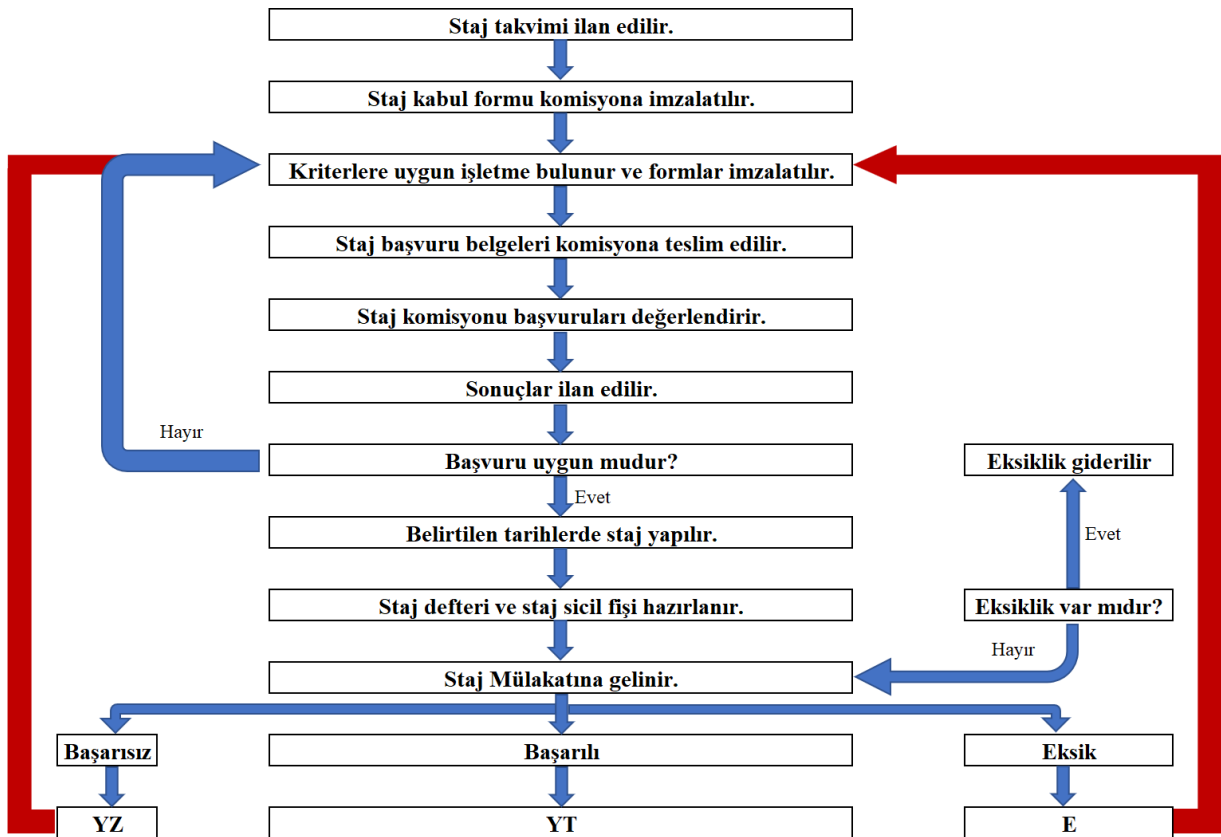 Staj takvimi ilan edilir.
Staj kabul formu komisyona imzalatılır.
Kriterlere uygun işletme bulunur ve formlar imzalatılır.
Staj başvuru belgeleri komisyona teslim edilir.
Staj komisyonu başvuruları değerlendirir.
Sonuçlar ilan edilir.
Hayır
Başvuru uygun mudur?
Eksiklik giderilir
Evet
Belirtilen tarihlerde staj yapılır.
Evet
Staj defteri ve staj sicil fişi hazırlanır.
Eksiklik var mıdır?
Hayır
Staj Mülakatına gelinir.
Başarısız
Başarılı
Eksik
YZ
YT
E